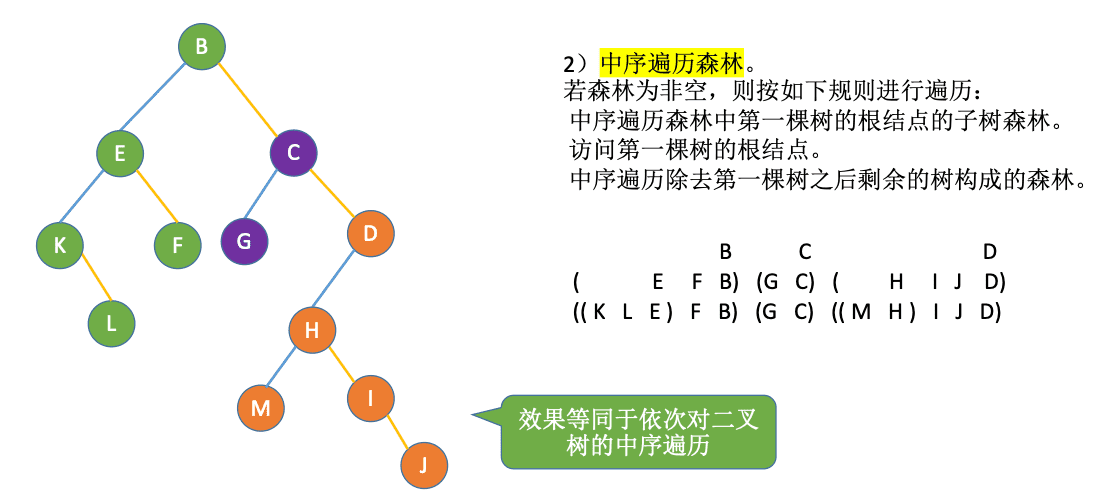 B
E
C
K
F
G
D
L
H
M
I
J
2）中序遍历森林。
若森林为非空，则按如下规则进行遍历：
中序遍历森林中第一棵树的根结点的子树森林。
访问第一棵树的根结点。
中序遍历除去第一棵树之后剩余的树构成的森林。
B C D
( E F B) (G C) ( H I J D)
(( K L E ) F B) (G C) (( M H ) I J D)
效果等同于依次对二叉
树的中序遍历